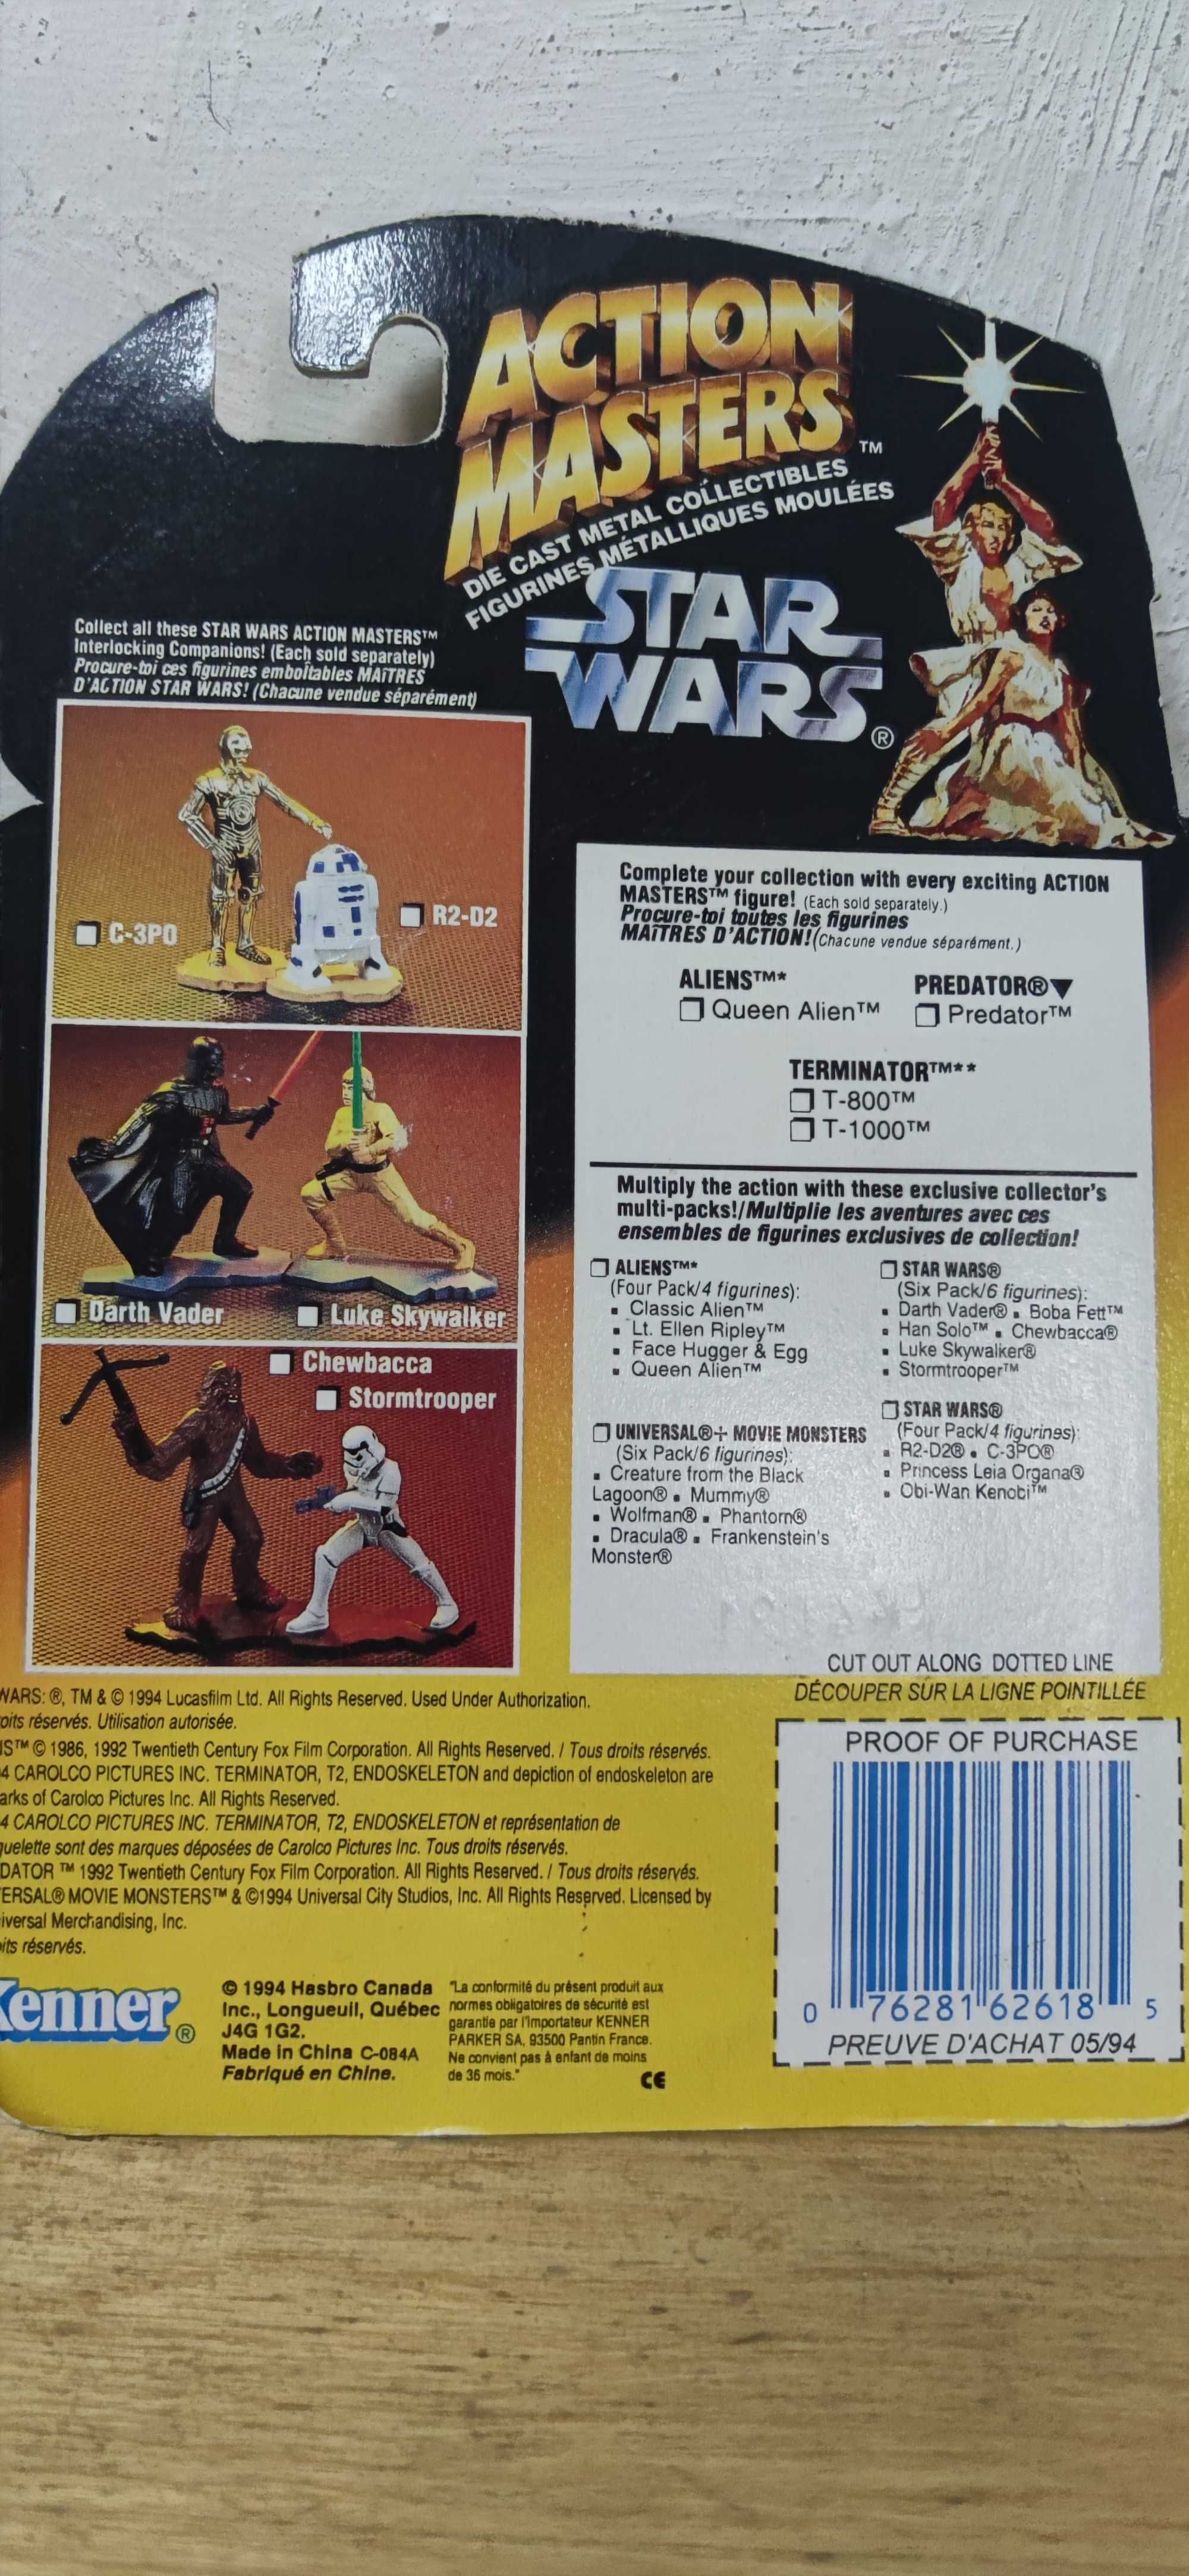 ACTION
MASTERS™
DIE CAST METAL COLLECTIBLES
FIGURINES MÉTALLIQUES MOULÉES
STAR
WARS®
Collect all these STAR WARS ACTION MASTERS™
Interlocking Companions! (Each sold separately)
Procure-toi ces figurines emboîtables MAÎTRES
D'ACTION STAR WARS! (Chacune vendue séparément)
C-3PO
R2-D2
Darth Vader
Luke Skywalker
Chewbacca
Stormtrooper
Complete your collection with every exciting ACTION
MASTERS™ figure! (Each sold separately.)
Procure-toi toutes les figurines
MAÎTRES D'ACTION! (Chacune vendue séparément.)
ALIENS™*
Queen Alien™
PREDATOR®▼
Predator™
TERMINATOR™**
T-800™
T-1000™
Multiply the action with these exclusive collector's
multi-packs!/Multiplie les aventures avec ces
ensembles de figurines exclusives de collection!
ALIENS™*
(Four Pack/4 figurines):
▪ Classic Alien™
▪ Lt. Ellen Ripley™
▪ Face Hugger & Egg
▪ Queen Alien™
UNIVERSAL®÷ MOVIE MONSTERS
(Six Pack/6 figurines):
▪ Creature from the Black
Lagoon® ▪ Mummy®
▪ Wolfman® ▪ Phantom®
▪ Dracula® ▪ Frankenstein's
Monster®
STAR WARS®
(Six Pack/6 figurines):
▪ Darth Vader® ▪ Boba Fett™
▪ Han Solo™ ▪ Chewbacca®
▪ Luke Skywalker®
▪ Stormtrooper™
STAR WARS®
(Four Pack/4 figurines):
▪ R2-D2® ▪ C-3PO®
▪ Princess Leia Organa®
▪ Obi-Wan Kenobi™
WARS: ®, TM & © 1994 Lucasfilm Ltd. All Rights Reserved. Used Under Authorization.
oits réservés. Utilisation autorisée.
S™ © 1986, 1992 Twentieth Century Fox Film Corporation. All Rights Reserved. / Tous droits réservés.
4 CAROLCO PICTURES INC. TERMINATOR, T2, ENDOSKELETON and depiction of endoskeleton are
arks of Carolco Pictures Inc. All Rights Reserved.
4 CAROLCO PICTURES INC. TERMINATOR, T2, ENDOSKELETON et représentation de
uelette sont des marques déposées de Carolco Pictures Inc. Tous droits réservés.
DATOR ™ 1992 Twentieth Century Fox Film Corporation. All Rights Reserved. / Tous droits réservés.
ERSAL® MOVIE MONSTERS™ & ©1994 Universal City Studios, Inc. All Rights Reserved. Licensed by
iversal Merchandising, Inc.
its réservés.
Kenner®
© 1994 Hasbro Canada
Inc., Longueuil, Québec
J4G 1G2.
Made in China C-084A
Fabriqué en Chine.
"La conformité du présent produit aux
normes obligatoires de sécurité est
garantie par l'importateur KENNER
PARKER SA, 93500 Pantin France.
Ne convient pas à enfant de moins
de 36 mois."
CE
CUT OUT ALONG DOTTED LINE
DÉCOUPER SUR LA LIGNE POINTILLÉE
PROOF OF PURCHASE
0 76281 62618 5
PREUVE D'ACHAT 05/94